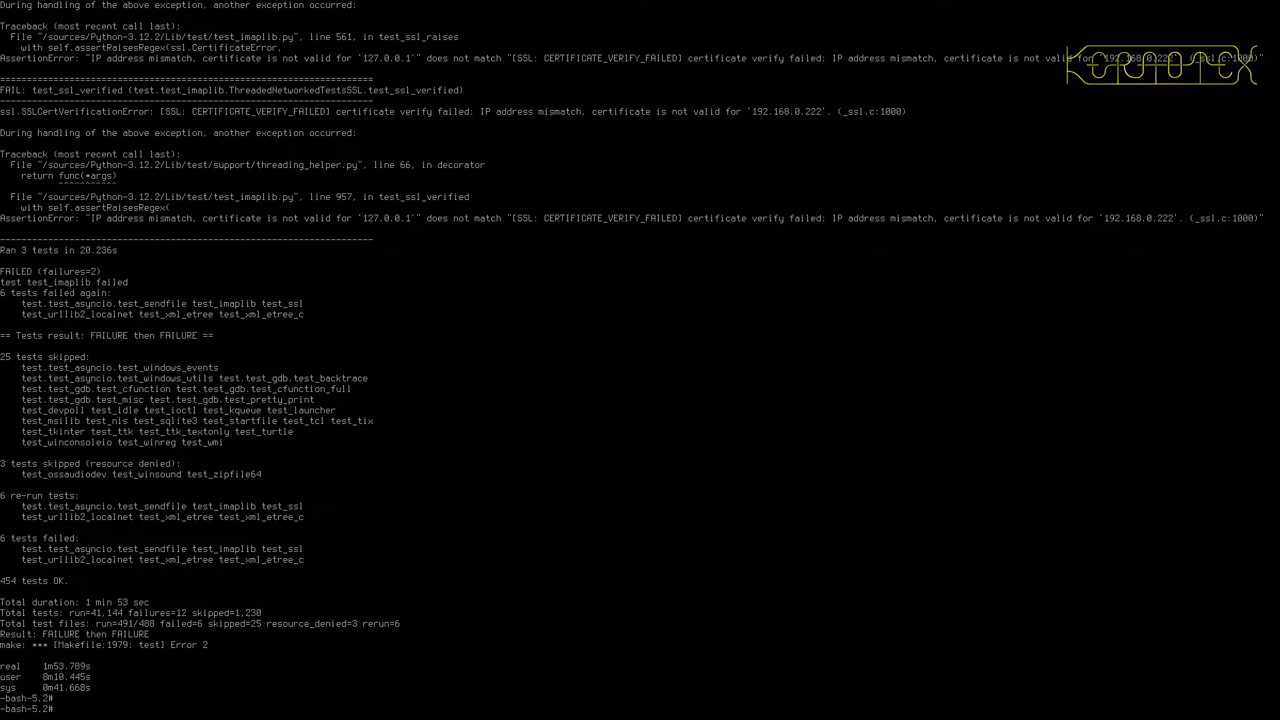 During handling of the above exception, another exception occurred:
Traceback (most recent call last):
File "/sources/Python-3.12.2/Lib/test/test_imaplib.py", line 561, in test_ssl_raises
with self.assertRaisesRegex(ssl.CertificateError,
AssertionError: "IP address mismatch, certificate is not valid for '127.0.0.1'" does not match "[SSL: CERTIFICATE_VERIFY_FAILED] certificate verify failed: IP address mismatch, certificate is not valid for '192.168.0.222'. (_ssl.c:1000)"
======================================================================
FAIL: test_ssl_verified (test.test_imaplib.ThreadedNetworkedTestsSSL.test_ssl_verified)
----------------------------------------------------------------------
ssl.SSLCertVerificationError: [SSL: CERTIFICATE_VERIFY_FAILED] certificate verify failed: IP address mismatch, certificate is not valid for '192.168.0.222'. (_ssl.c:1000)
During handling of the above exception, another exception occurred:
Traceback (most recent call last):
File "/sources/Python-3.12.2/Lib/test/support/threading_helper.py", line 66, in decorator
return func(*args)
^^^^^^^^^^^
File "/sources/Python-3.12.2/Lib/test/test_imaplib.py", line 957, in test_ssl_verified
with self.assertRaisesRegex(
AssertionError: "IP address mismatch, certificate is not valid for '127.0.0.1'" does not match "[SSL: CERTIFICATE_VERIFY_FAILED] certificate verify failed: IP address mismatch, certificate is not valid for '192.168.0.222'. (_ssl.c:1000)"
----------------------------------------------------------------------
Ran 3 tests in 20.236s
FAILED (failures=2)
test test_imaplib failed
6 tests failed again:
test.test_asyncio.test_sendfile test_imaplib test_ssl
test_urllib2_localnet test_xml_etree test_xml_etree_c
== Tests result: FAILURE then FAILURE ==
25 tests skipped:
test.test_asyncio.test_windows_events
test.test_asyncio.test_windows_utils test.test_gdb.test_backtrace
test.test_gdb.test_cfunction test.test_gdb.test_cfunction_full
test.test_gdb.test_misc test.test_gdb.test_pretty_print
test_devpoll test_idle test_ioctl test_kqueue test_launcher
test_msilib test_nis test_sqlite3 test_startfile test_tcl test_tix
test_tkinter test_ttk test_ttk_textonly test_turtle
test_winconsoleio test_winreg test_wmi
3 tests skipped (resource denied):
test_ossaudiodev test_winsound test_zipfile64
6 re-run tests:
test.test_asyncio.test_sendfile test_imaplib test_ssl
test_urllib2_localnet test_xml_etree test_xml_etree_c
6 tests failed:
test.test_asyncio.test_sendfile test_imaplib test_ssl
test_urllib2_localnet test_xml_etree test_xml_etree_c
454 tests OK.
Total duration: 1 min 53 sec
Total tests: run=41,144 failures=12 skipped=1,230
Total test files: run=491/488 failed=6 skipped=25 resource_denied=3 rerun=6
Result: FAILURE then FAILURE
make: *** [Makefile:1979: test] Error 2
real 1m53.789s
user 8m10.445s
sys 0m41.668s
-bash-5.2#
-bash-5.2#